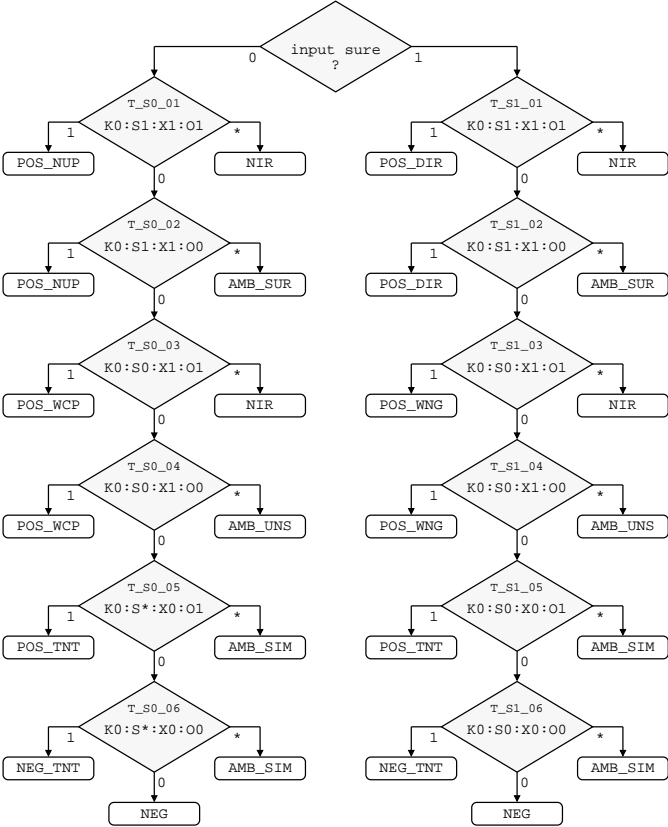 input sure
?
0
1
T_S0_01
K0:S1:X1:O1
1
*
POS_NUP
NIR
0
T_S0_02
K0:S1:X1:O0
1
*
POS_NUP
AMB_SUR
0
T_S0_03
K0:S0:X1:O1
1
*
POS_WCP
NIR
0
T_S0_04
K0:S0:X1:O0
1
*
POS_WCP
AMB_UNS
0
T_S0_05
K0:S*:X0:O1
1
*
POS_TNT
AMB_SIM
0
T_S0_06
K0:S*:X0:O0
1
*
NEG_TNT
AMB_SIM
0
NEG
T_S1_01
K0:S1:X1:O1
1
*
POS_DIR
NIR
0
T_S1_02
K0:S1:X1:O0
1
*
POS_DIR
AMB_SUR
0
T_S1_03
K0:S0:X1:O1
1
*
POS_WNG
NIR
0
T_S1_04
K0:S0:X1:O0
1
*
POS_WNG
AMB_UNS
0
T_S1_05
K0:S0:X0:O1
1
*
POS_TNT
AMB_SIM
0
T_S1_06
K0:S0:X0:O0
1
*
NEG_TNT
AMB_SIM
0
NEG